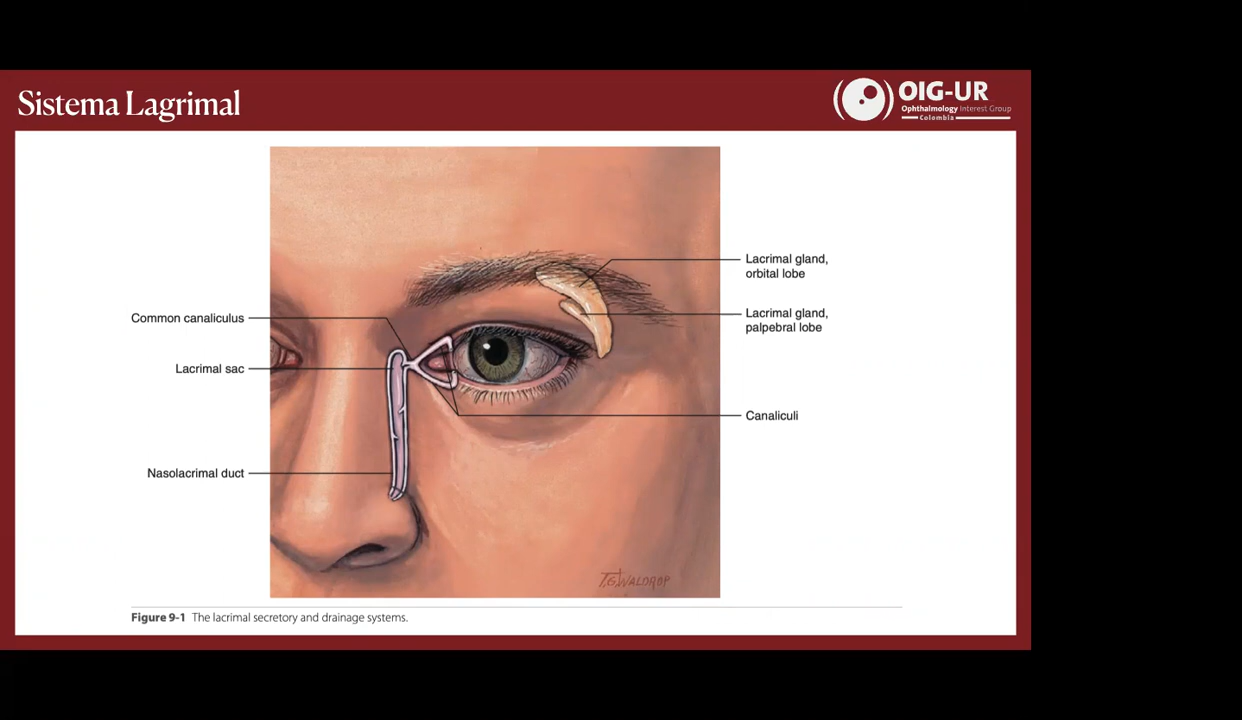 Sistema Lagrimal
OIG-UR
Ophthalmology Interest Group
Colombia
Lacrimal gland,
orbital lobe
Common canaliculus
Lacrimal gland,
palpebral lobe
Lacrimal sac
Canaliculi
Nasolacrimal duct
T.G. WALDROP
Figure 9-1 The lacrimal secretory and drainage systems.